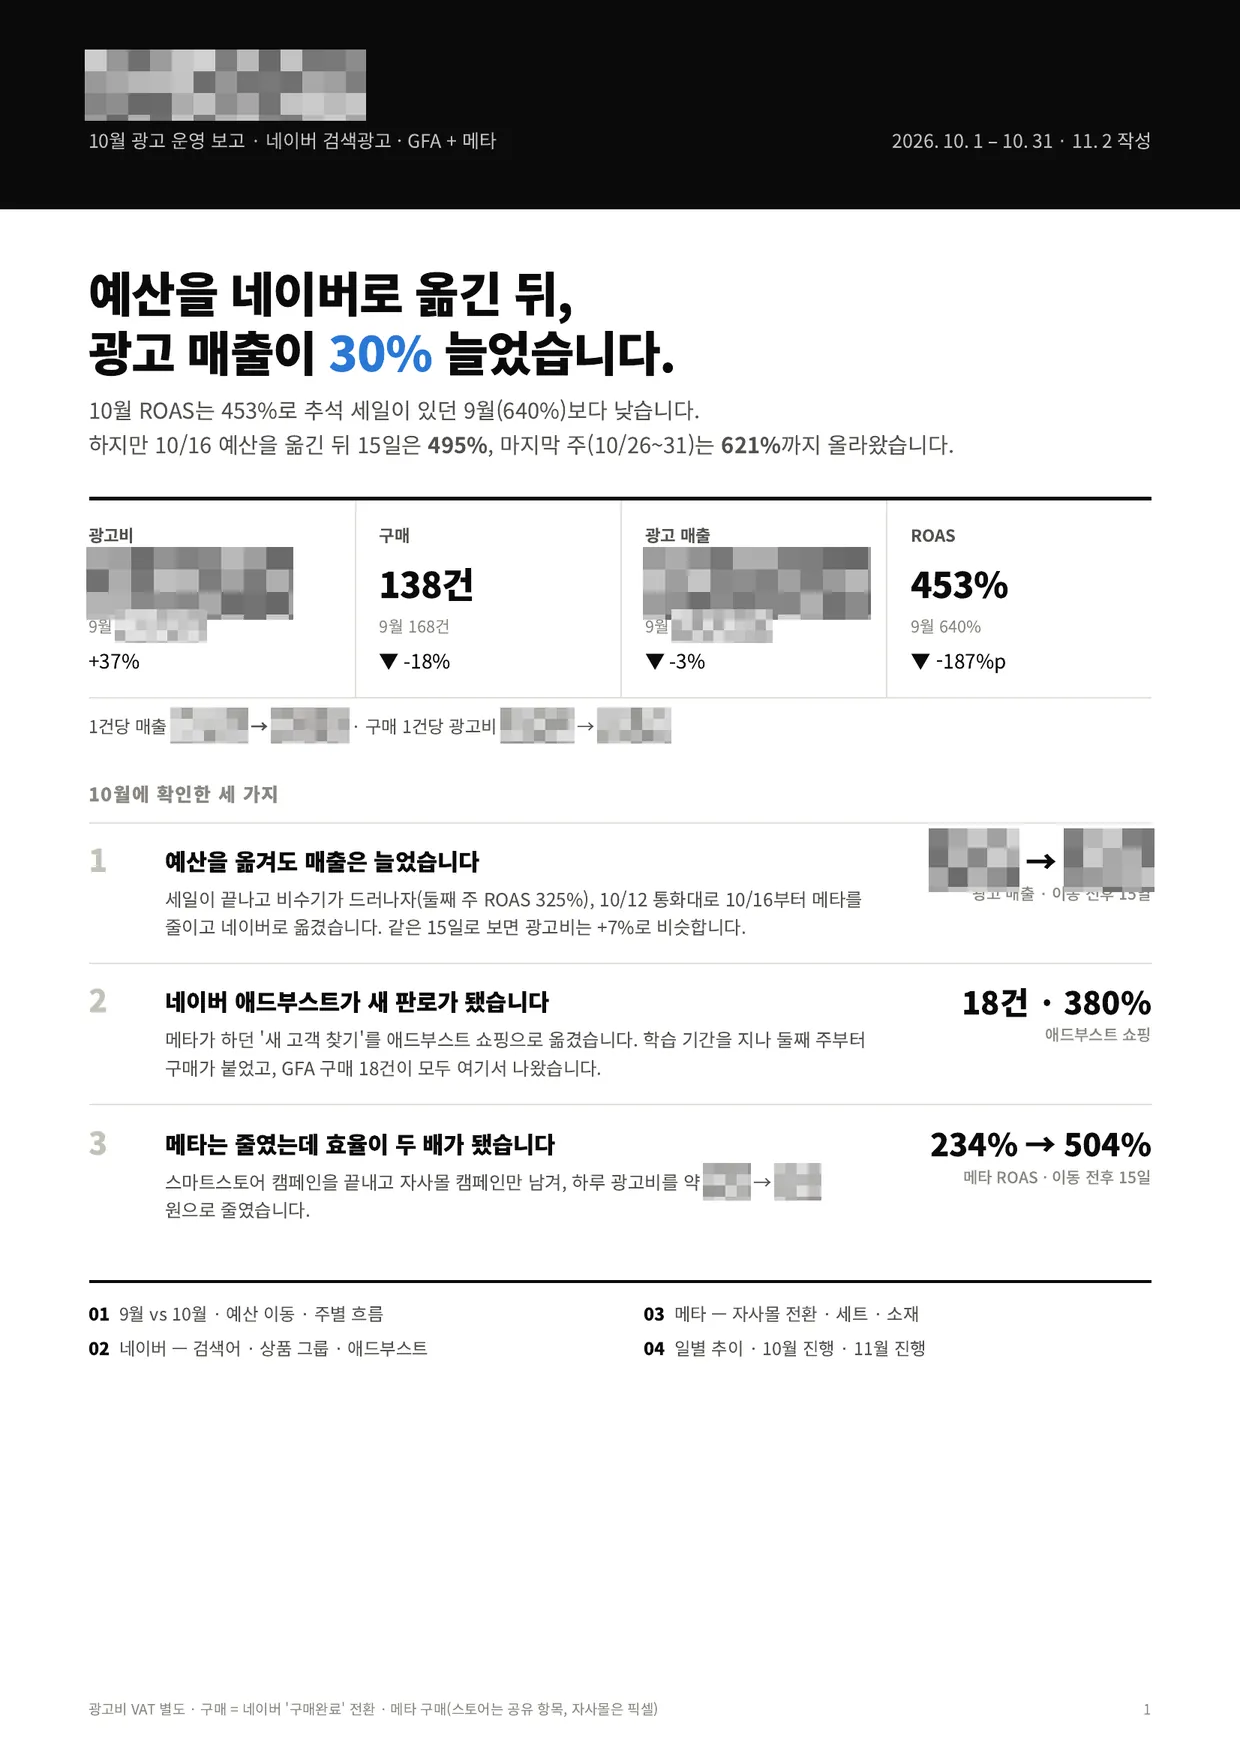 10월 광고 운영 보고 · 네이버 검색광고 · GFA + 메타
2026. 10. 1 – 10. 31 · 11. 2 작성
예산을 네이버로 옮긴 뒤,
광고 매출이 30% 늘었습니다.
10월 ROAS는 453%로 추석 세일이 있던 9월(640%)보다 낮습니다.
하지만 10/16 예산을 옮긴 뒤 15일은 495%, 마지막 주(10/26~31)는 621%까지 올라왔습니다.
광고비
9월
+37%
구매
138건
9월 168건
▼ -18%
광고 매출
9월
▼ -3%
ROAS
453%
9월 640%
▼ -187%p
1건당 매출 → · 구매 1건당 광고비 →
10월에 확인한 세 가지
1
예산을 옮겨도 매출은 늘었습니다
세일이 끝나고 비수기가 드러나자(둘째 주 ROAS 325%), 10/12 통화대로 10/16부터 메타를
줄이고 네이버로 옮겼습니다. 같은 15일로 보면 광고비는 +7%로 비슷합니다.
→
광고 매출 · 이동 전후 15일
2
네이버 애드부스트가 새 판로가 됐습니다
메타가 하던 '새 고객 찾기'를 애드부스트 쇼핑으로 옮겼습니다. 학습 기간을 지나 둘째 주부터
구매가 붙었고, GFA 구매 18건이 모두 여기서 나왔습니다.
18건 · 380%
애드부스트 쇼핑
3
메타는 줄였는데 효율이 두 배가 됐습니다
스마트스토어 캠페인을 끝내고 자사몰 캠페인만 남겨, 하루 광고비를 약 →
원으로 줄였습니다.
234% → 504%
메타 ROAS · 이동 전후 15일
01 9월 vs 10월 · 예산 이동 · 주별 흐름
02 네이버 — 검색어 · 상품 그룹 · 애드부스트
03 메타 — 자사몰 전환 · 세트 · 소재
04 일별 추이 · 10월 진행 · 11월 진행
광고비 VAT 별도 · 구매 = 네이버 '구매완료' 전환 · 메타 구매(스토어는 공유 항목, 자사몰은 픽셀)
1